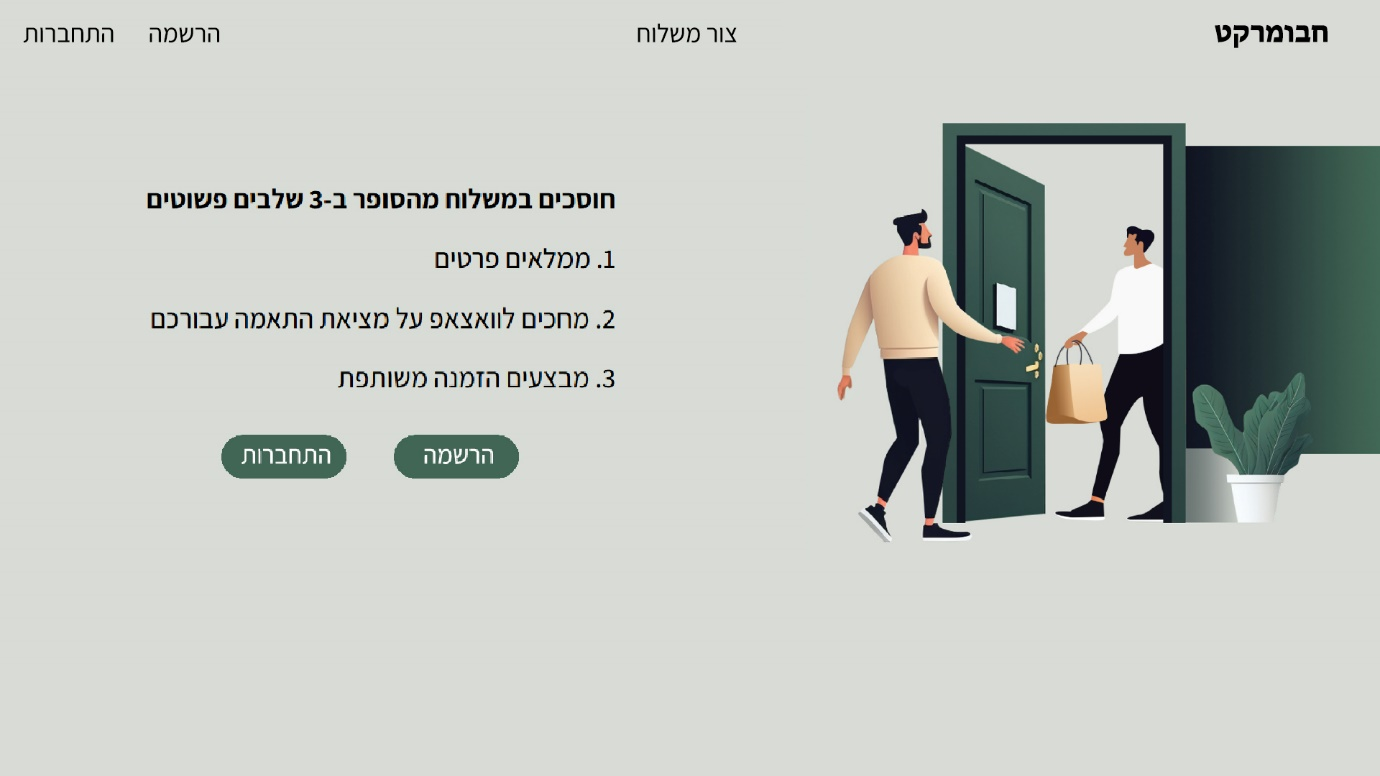 חבומרקט
צור משלוח
הרשמה
התחברות
חוסכים במשלוח מהסופר ב-3 שלבים פשוטים
1. ממלאים פרטים
2. מחכים לוואצאפ על מציאת התאמה עבורכם
3. מבצעים הזמנה משותפת
הרשמה
התחברות